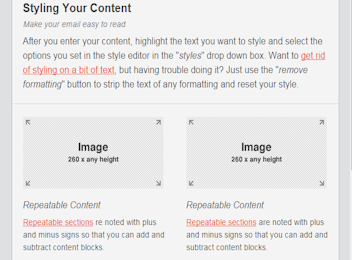 Styling Your Content
Make your email easy to read
After you enter your content, highlight the text you want to style and select the
options you set in the style editor in the "styles" drop down box. Want to get rid
of styling on a bit of text, but having trouble doing it? Just use the "remove
formatting" button to strip the text of any formatting and reset your style.
Image
260 x any height
Image
260 x any height
Repeatable Content
Repeatable sections re noted with plus
and minus signs so that you can add and
subtract content blocks.
Repeatable Content
Repeatable sections are noted with plus
and minus signs so that you can add and
subtract content blocks.